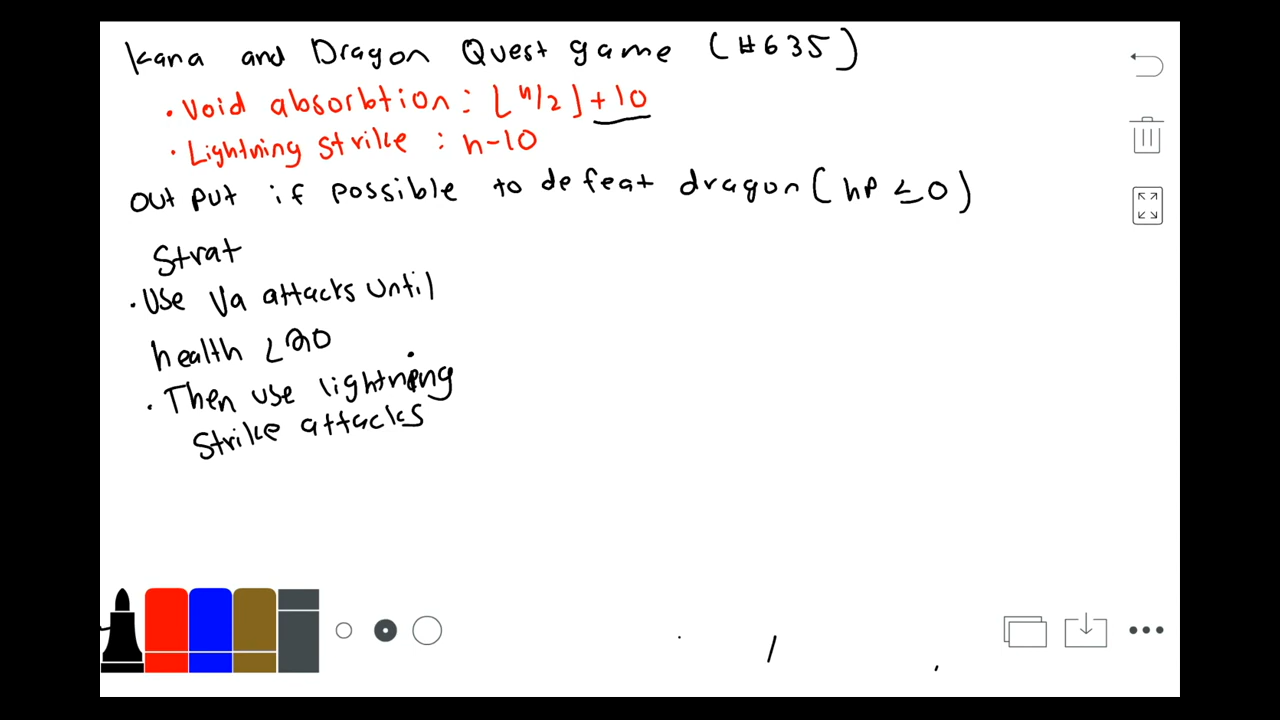 Kana and Dragon Quest game (#635)
• Void absorbtion : ⌊n/2⌋ + 10
• Lightning strike : n-10
Output if possible to defeat dragon (hp ≤ 0)
Strat
• Use Va attacks until
health < 20
• Then use lightning
strike attacks